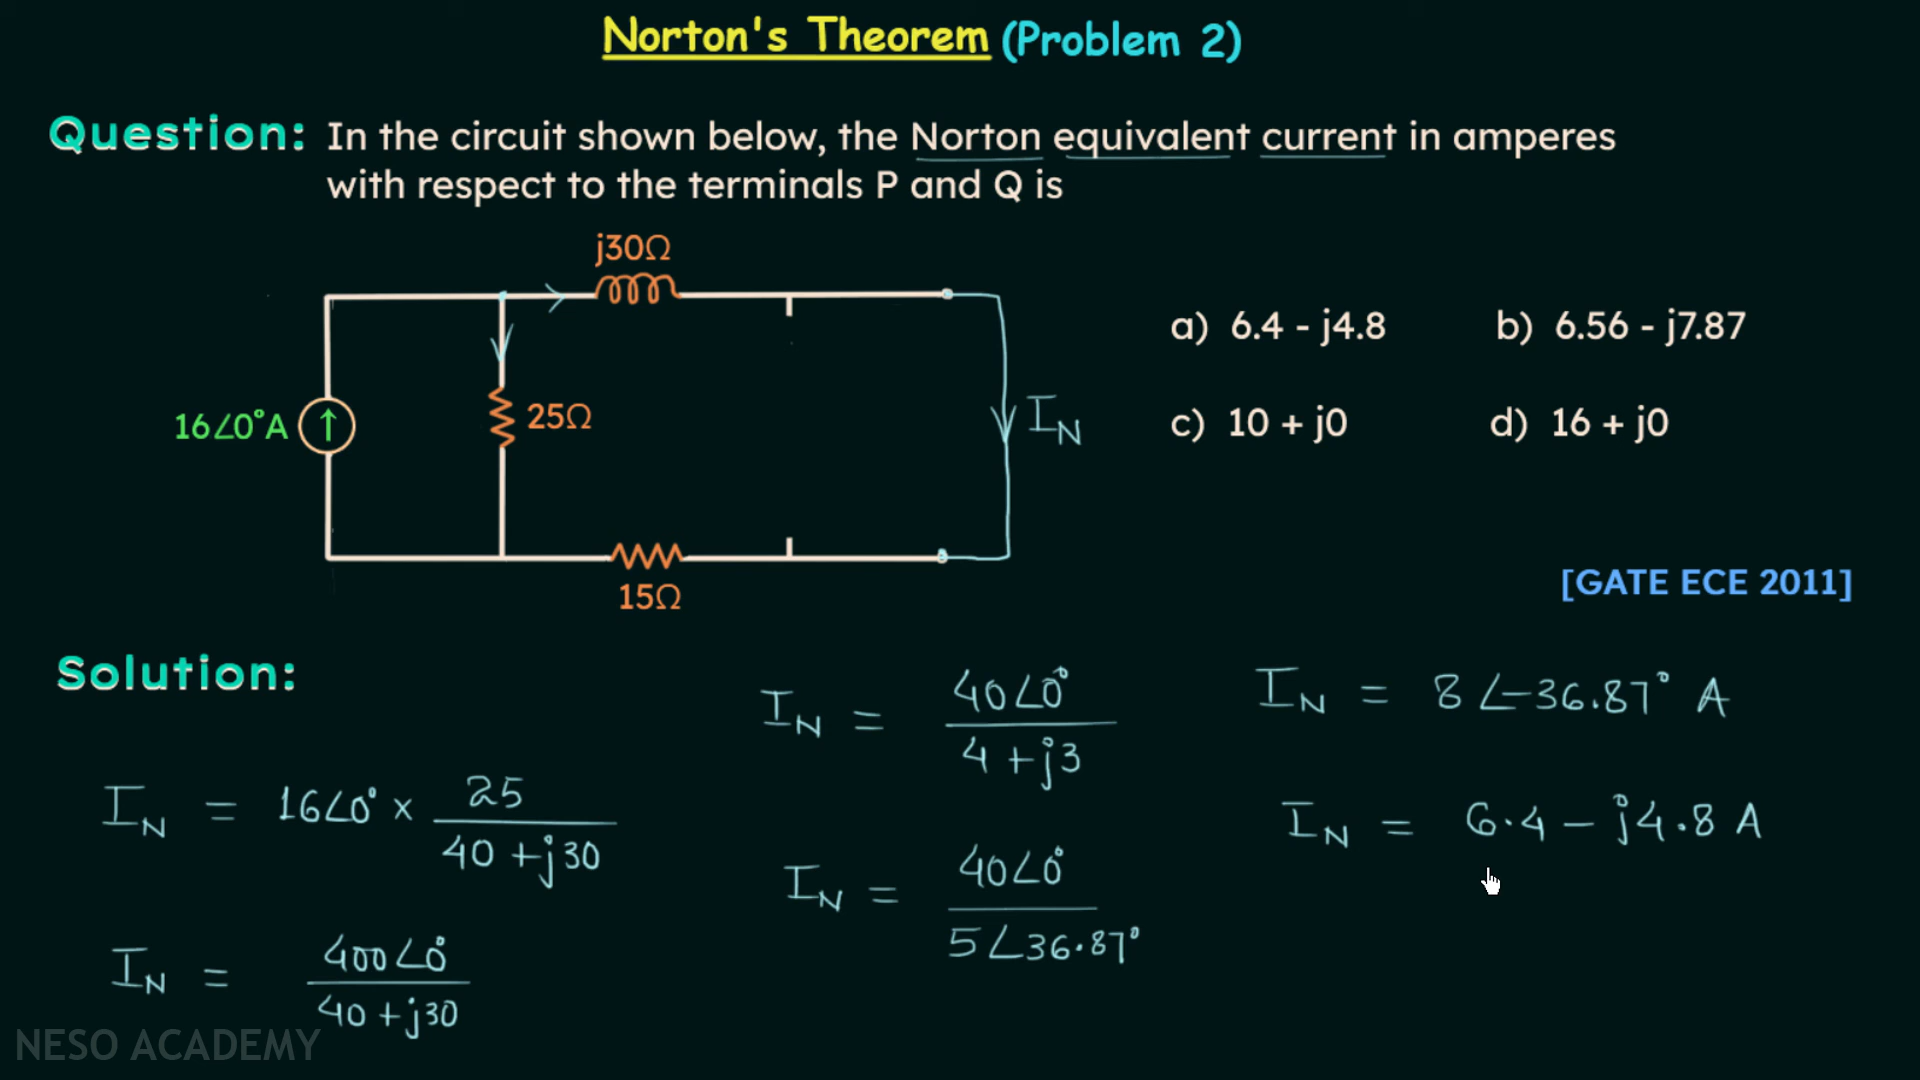 Norton's Theorem (Problem 2)
Question: In the circuit shown below, the Norton equivalent current in amperes
with respect to the terminals P and Q is
j30Ω
16∠0°A
↑
25Ω
15Ω
I_N
a) 6.4 - j4.8
b) 6.56 - j7.87
c) 10 + j0
d) 16 + j0
[GATE ECE 2011]
Solution:
I_N = 16∠0° × 25 / (40 + j30)
I_N = 400∠0° / (40 + j30)
I_N = 40∠0° / (4 + j3)
I_N = 40∠0° / 5∠36.87°
I_N = 8∠-36.87° A
I_N = 6.4 - j4.8 A
NESO ACADEMY